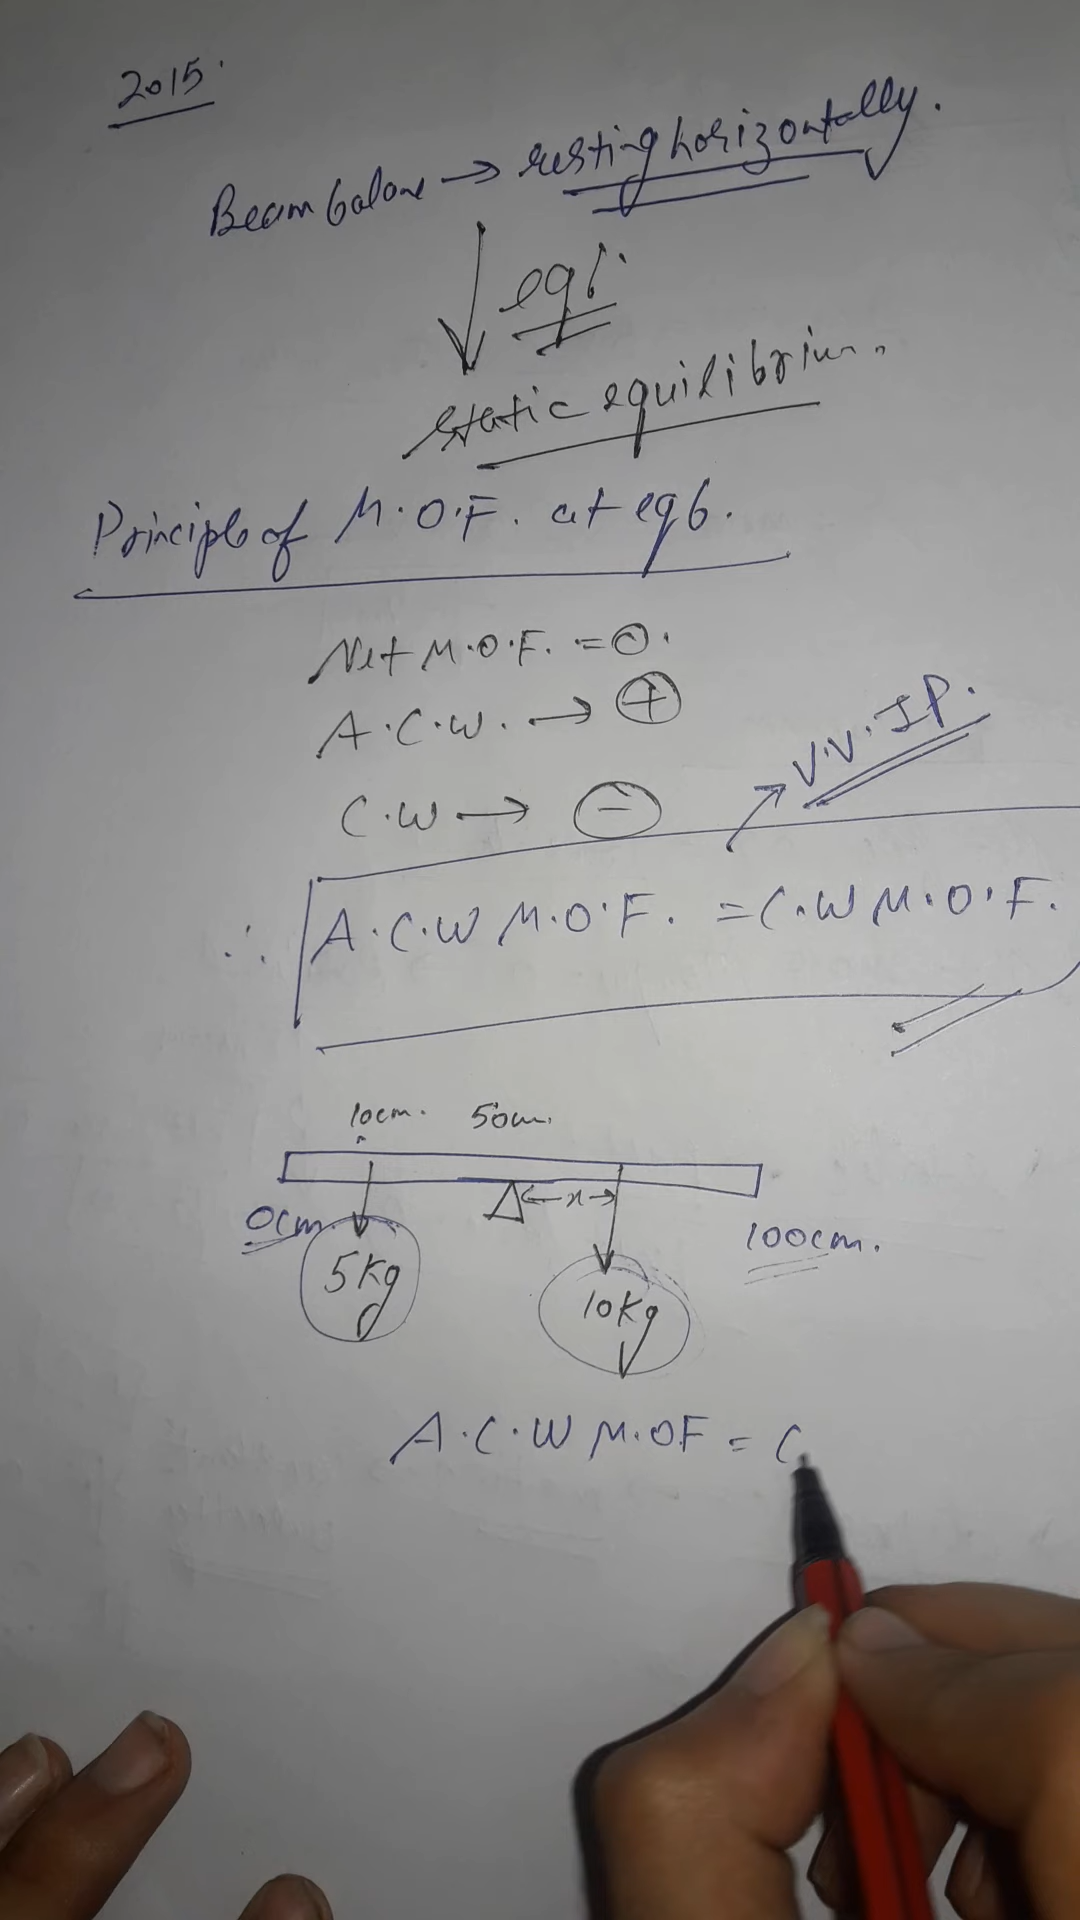 2015.
Beam balance → resting horizontally.
eqb.
static equilibrium.
Principle of M.O.F. at eqb.
Net M.O.F. = 0.
A.C.W. → +
C.W → −
V.V.IP.
∴ A.C.W M.O.F. = C.W M.O.F.
10cm. 50cm.
x
0cm. 100cm.
5kg
10kg
A.C.W M.OF = C